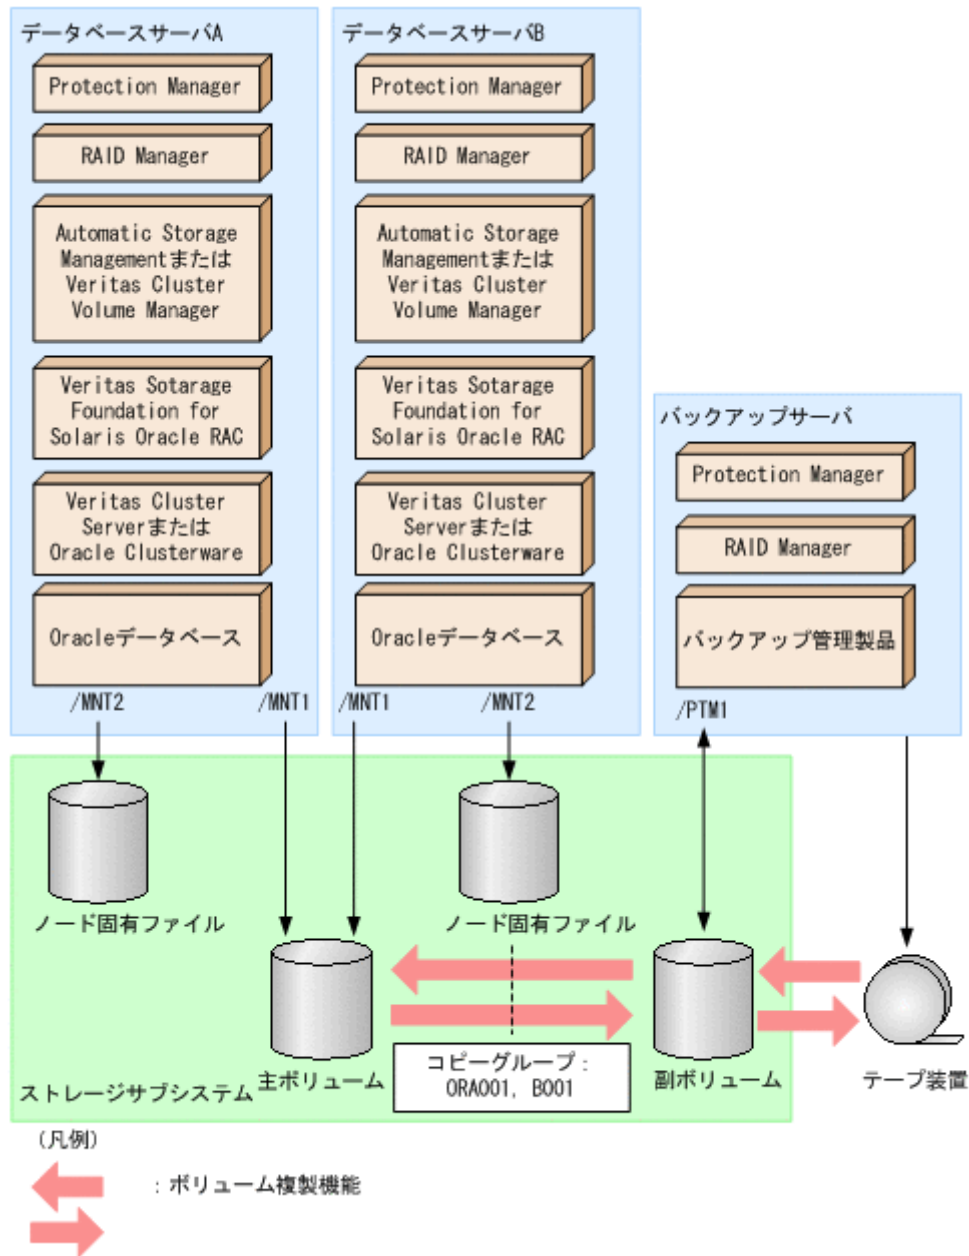 データベースサーバA
Protection Manager
RAID Manager
Automatic Storage
Managementまたは
Veritas Cluster
Volume Manager
Veritas Sotarage
Foundation for
Solaris Oracle RAC
Veritas Cluster
Serverまたは
Oracle Clusterware
Oracleデータベース
/MNT2
/MNT1
データベースサーバB
Protection Manager
RAID Manager
Automatic Storage
Managementまたは
Veritas Cluster
Volume Manager
Veritas Sotarage
Foundation for
Solaris Oracle RAC
Veritas Cluster
Serverまたは
Oracle Clusterware
Oracleデータベース
/MNT1
/MNT2
バックアップサーバ
Protection Manager
RAID Manager
バックアップ管理製品
/PTM1
ノード固有ファイル
ノード固有ファイル
主ボリューム
コピーグループ：
ORA001, B001
副ボリューム
テープ装置
ストレージサブシステム
(凡例)
：ボリューム複製機能